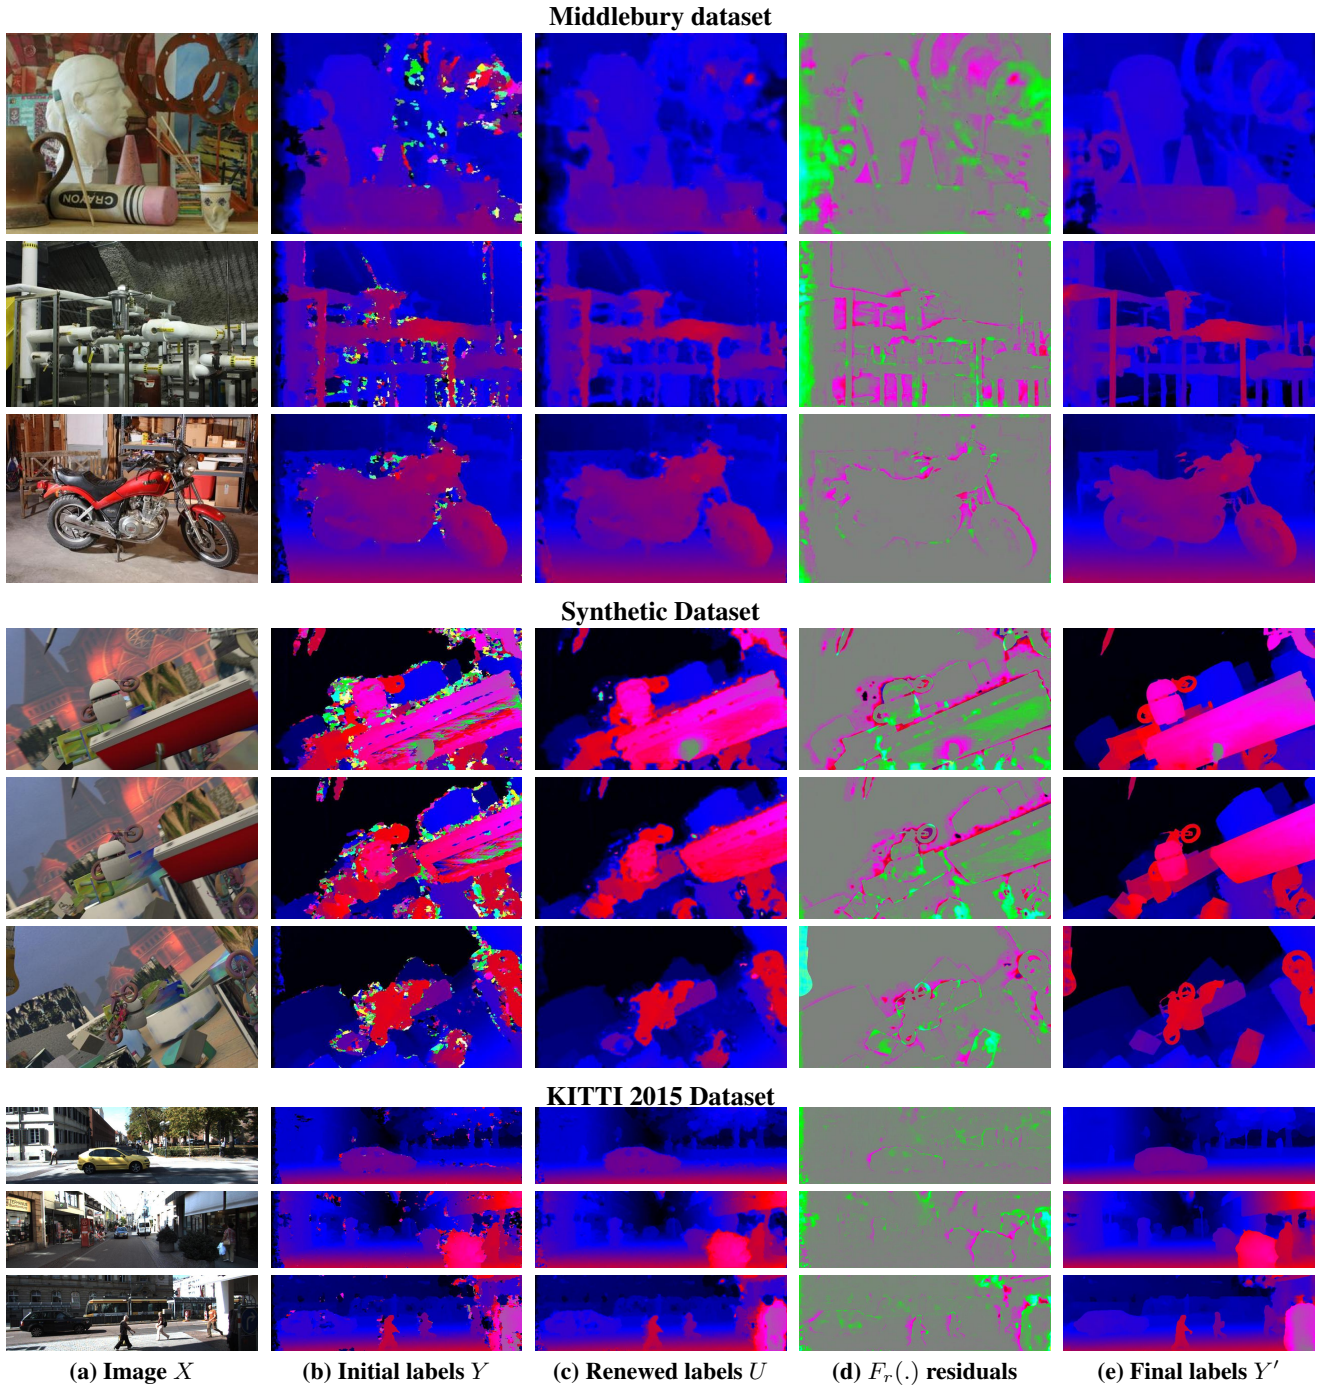 Middlebury dataset
CRAYON
Synthetic Dataset
KITTI 2015 Dataset
(a) Image X
(b) Initial labels Y
(c) Renewed labels U
(d) F_r(.) residuals
(e) Final labels Y′